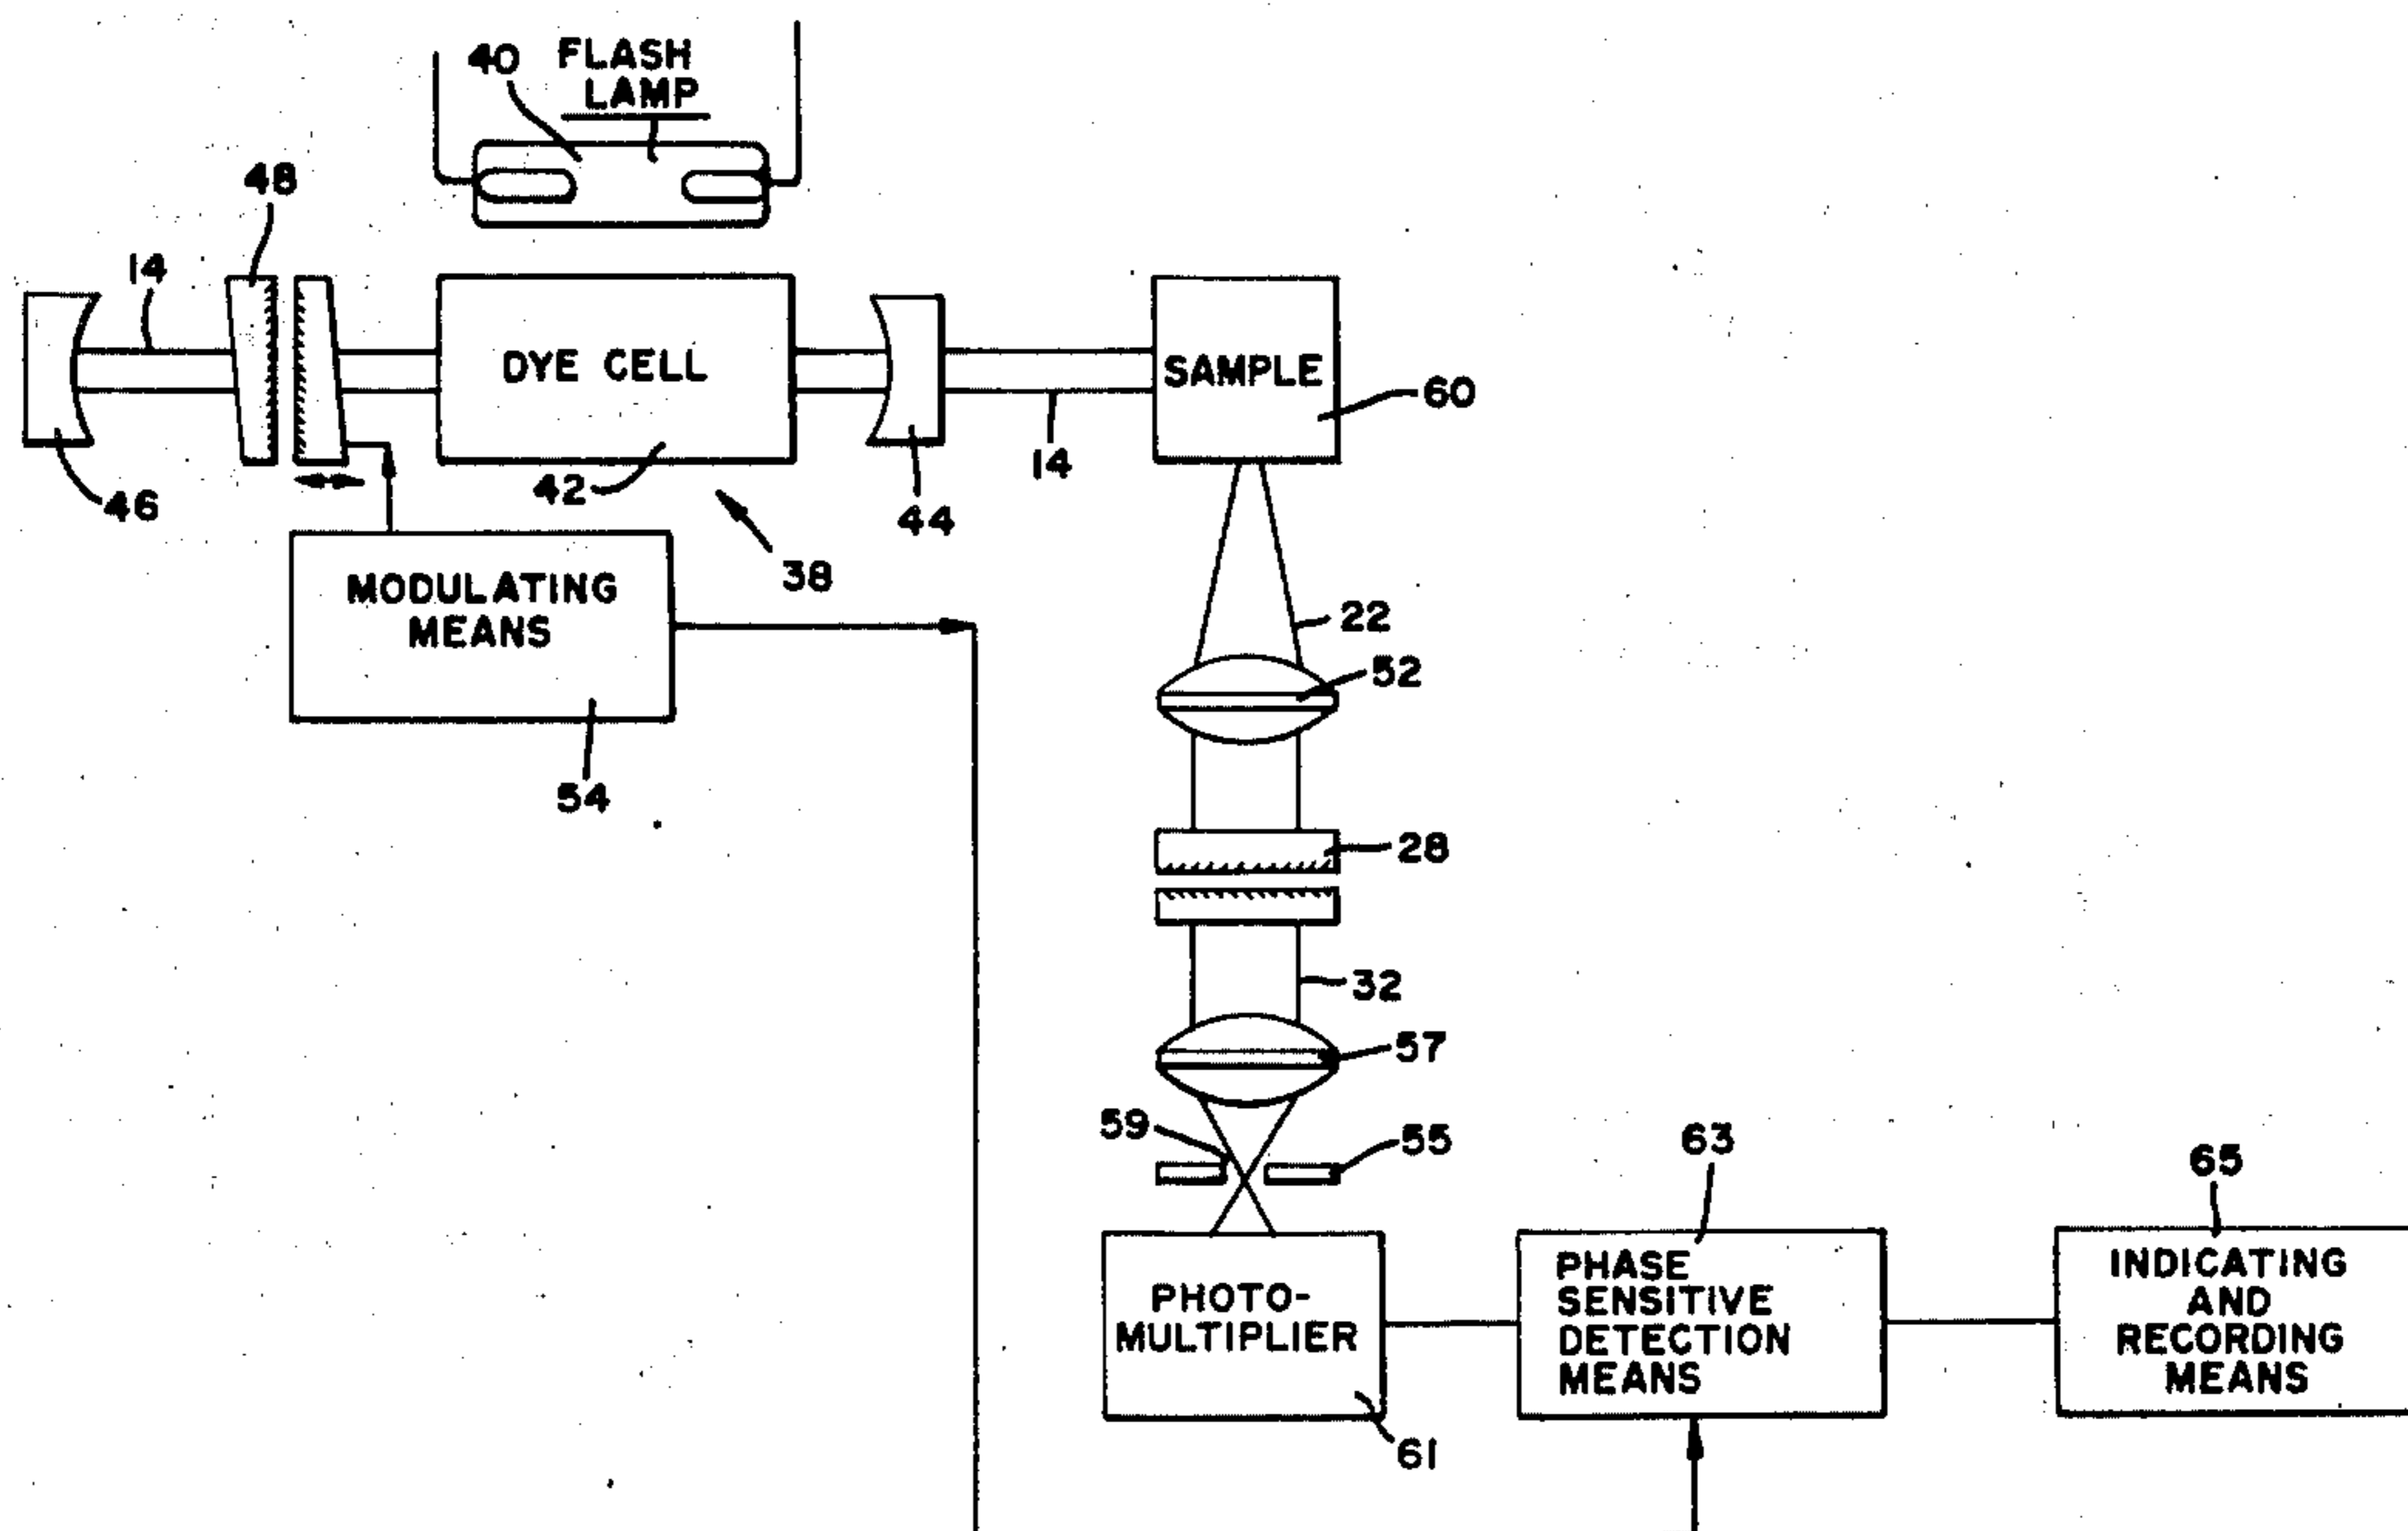 40 FLASH
LAMP
48
14
DYE CELL
SAMPLE
60
14
46
42
44
38
MODULATING
MEANS
54
22
52
28
32
57
59
55
63
65
PHOTO-
MULTIPLIER
61
PHASE
SENSITIVE
DETECTION
MEANS
INDICATING
AND
RECORDING
MEANS